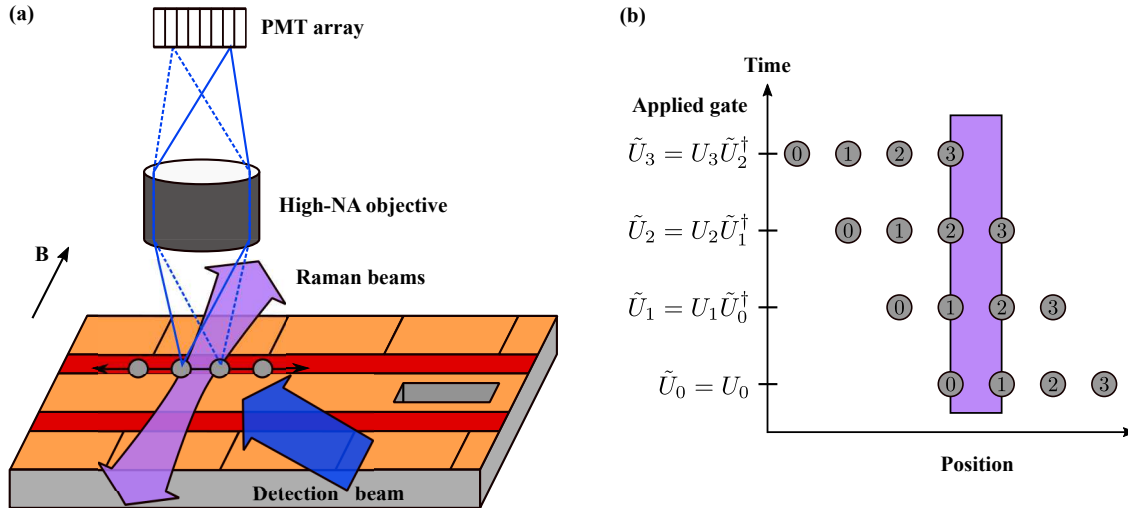 (a)
PMT array
High-NA objective
B
Raman beams
Detection beam
(b)
Time
Applied gate
Ũ₃ = U₃Ũ₂†
0 1 2 3
Ũ₂ = U₂Ũ₁†
0 1 2 3
Ũ₁ = U₁Ũ₀†
0 1 2 3
Ũ₀ = U₀
0 1 2 3
Position